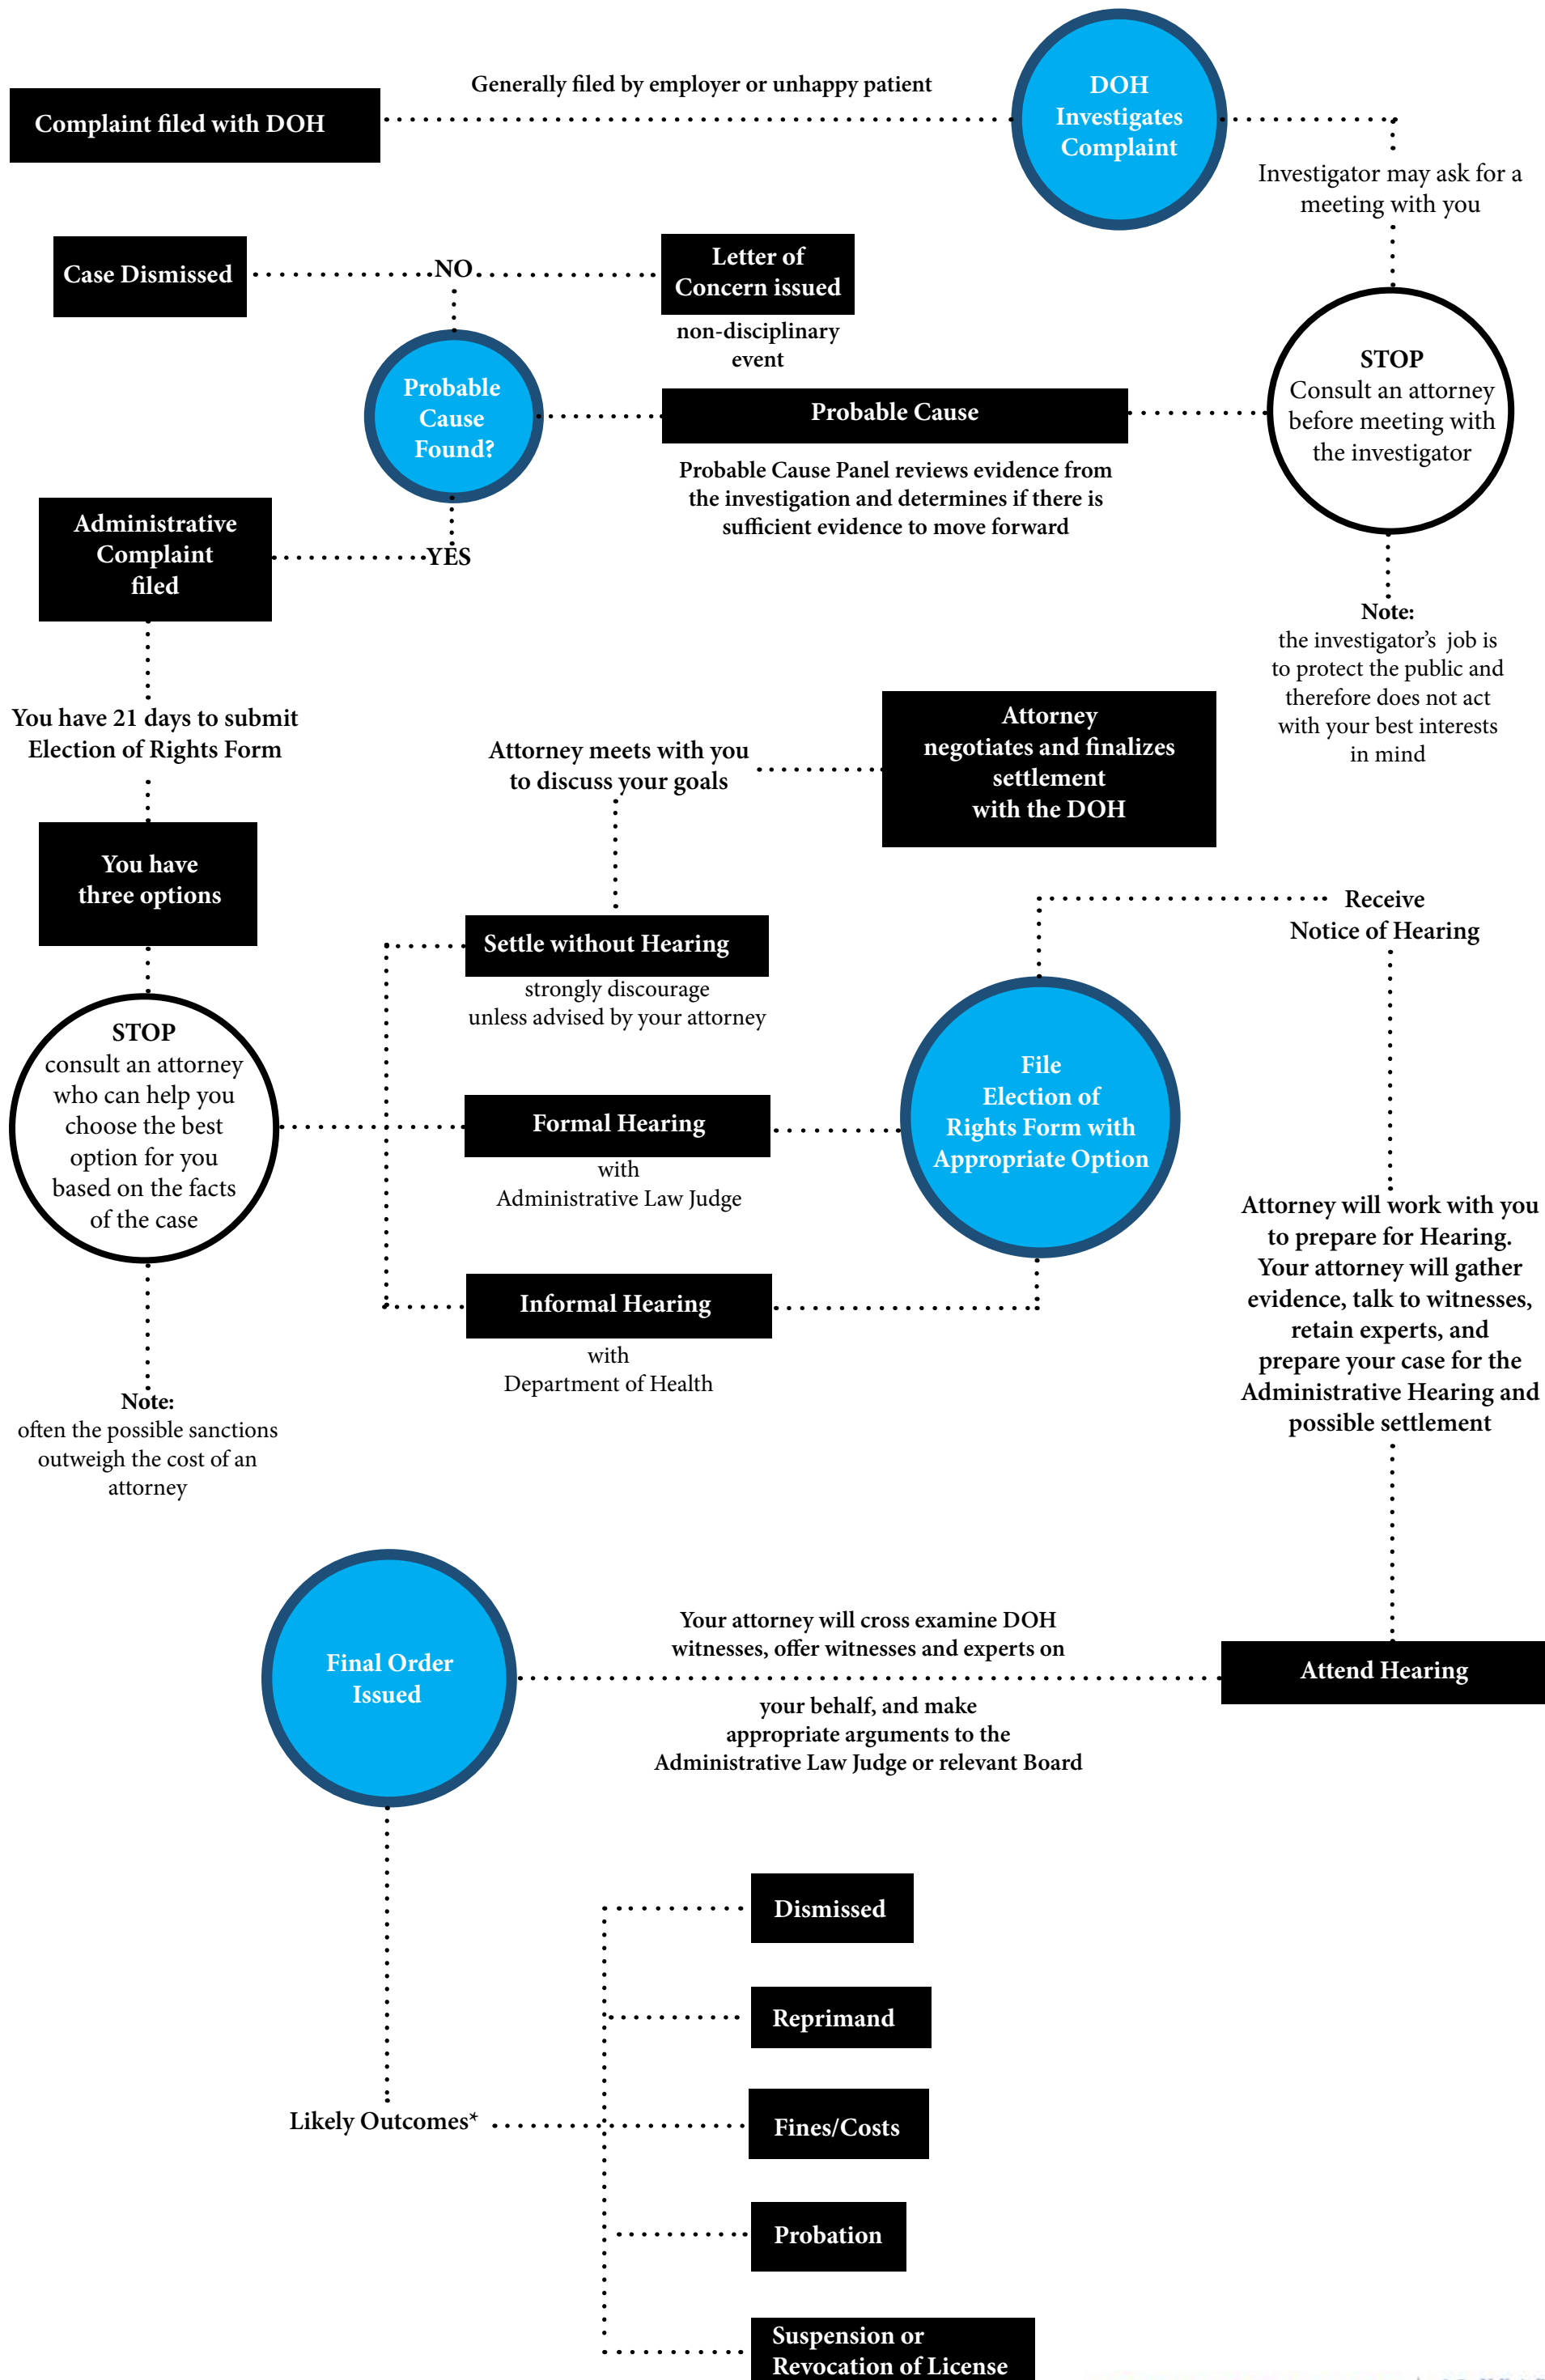 Generally filed by employer or unhappy patient
Complaint filed with DOH
DOH
Investigates
Complaint
Investigator may ask for a
meeting with you
Case Dismissed
NO
Letter of
Concern issued
non-disciplinary
event
STOP
Consult an attorney
before meeting with
the investigator
Probable
Cause
Found?
Probable Cause
Probable Cause Panel reviews evidence from
the investigation and determines if there is
sufficient evidence to move forward
Administrative
Complaint
filed
YES
Note:
the investigator's job is
to protect the public and
therefore does not act
with your best interests
in mind
You have 21 days to submit
Election of Rights Form
Attorney meets with you
to discuss your goals
Attorney
negotiates and finalizes
settlement
with the DOH
You have
three options
Receive
Notice of Hearing
Settle without Hearing
strongly discourage
unless advised by your attorney
STOP
consult an attorney
who can help you
choose the best
option for you
based on the facts
of the case
Formal Hearing
with
Administrative Law Judge
File
Election of
Rights Form with
Appropriate Option
Informal Hearing
with
Department of Health
Attorney will work with you
to prepare for Hearing.
Your attorney will gather
evidence, talk to witnesses,
retain experts, and
prepare your case for the
Administrative Hearing and
possible settlement
Note:
often the possible sanctions
outweigh the cost of an
attorney
Final Order
Issued
Your attorney will cross examine DOH
witnesses, offer witnesses and experts on
your behalf, and make
appropriate arguments to the
Administrative Law Judge or relevant Board
Attend Hearing
Likely Outcomes*
Dismissed
Reprimand
Fines/Costs
Probation
Suspension or
Revocation of License